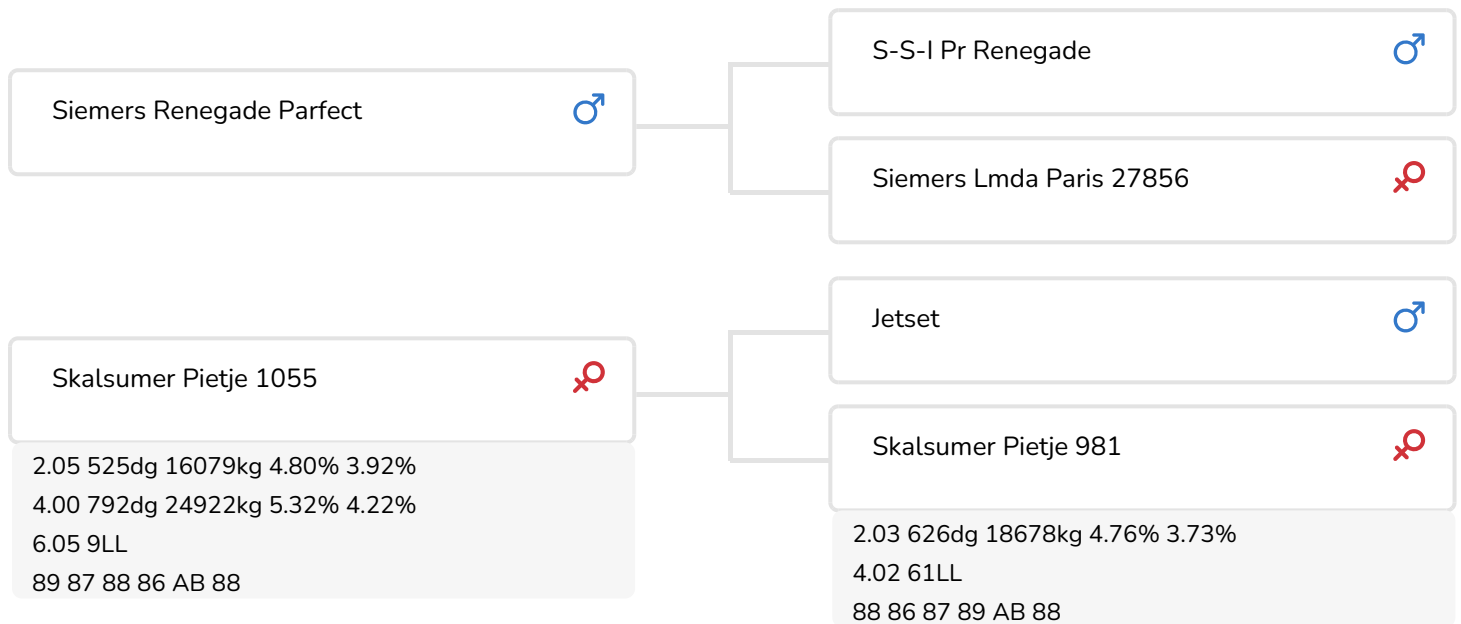 Siemers Renegade Parfect
S-S-I Pr Renegade
Siemers Lmda Paris 27856
Skalsumer Pietje 1055
2.05 525dg 16079kg 4.80% 3.92%
4.00 792dg 24922kg 5.32% 4.22%
6.05 9LL
89 87 88 86 AB 88
Jetset
Skalsumer Pietje 981
2.03 626dg 18678kg 4.76% 3.73%
4.02 61LL
88 86 87 89 AB 88